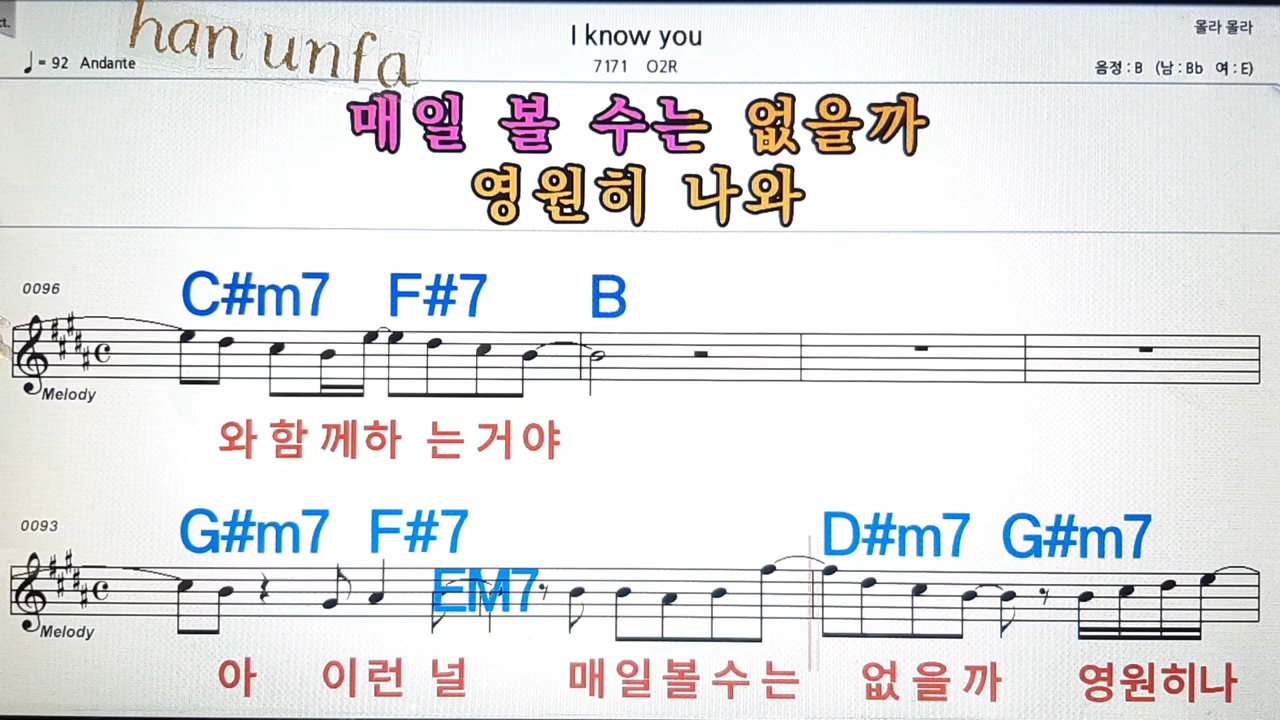 ct.
han unfa
I know you
몰라 몰라
♩= 92 Andante
7171 O2R
음정 : B (남 : Bb 여 : E)
매일 볼 수는 없을까
영원히 나와
C#m7 F#7 B
0096
Melody
와 함 께하 는 거 야
G#m7 F#7 EM7 D#m7 G#m7
0093
Melody
아 이 런 널 매 일 볼 수 는 없 을 까 영 원 히 나